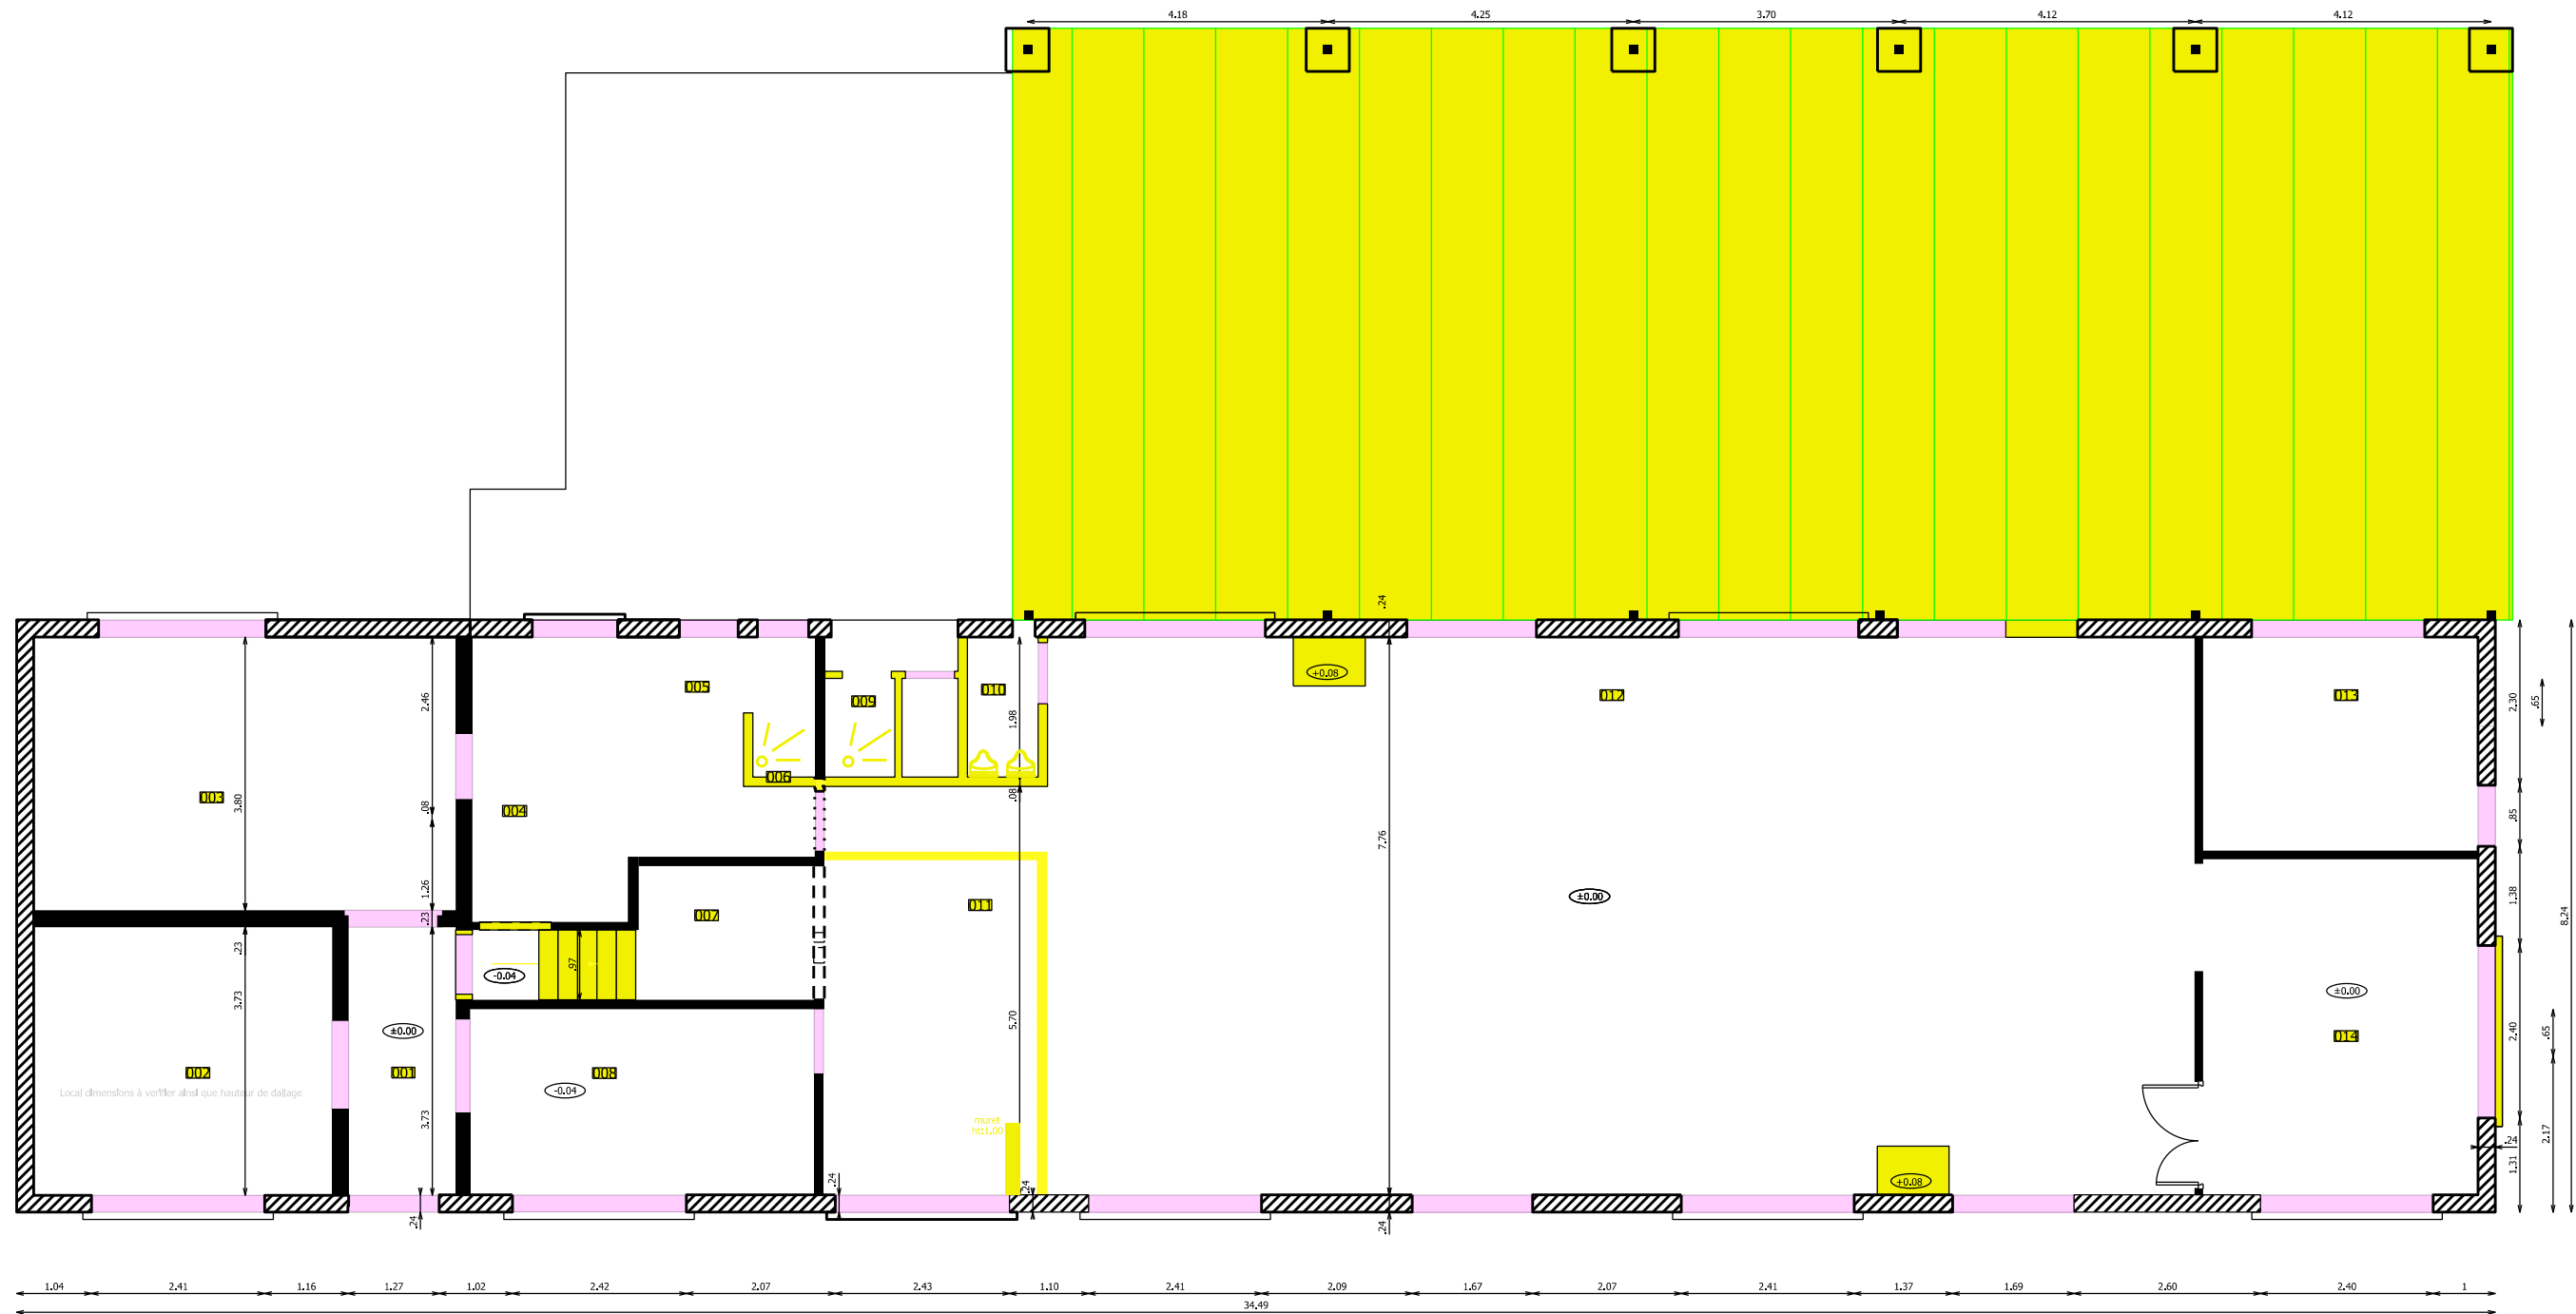 4.18 4.25 3.70 4.12 4.12
.24
005 010 +0.08 012 013
009
2.46 1.98 2.30 .65
006
003 3.80 .08 004 .08 7.76 .85
1.26 ±0.00 1.38 8.24
.23 007 011
.23 -0.04 .97
3.73 ±0.00 5.70 ±0.00 2.40 .65
002 001 -0.04 008 014
Local dimensions à verifier ainsi que hauteur de dallage
3.73 muret
ht:1.00
.24 2.17
.24 .24 +0.08 1.31
.24 .24
1.04 2.41 1.16 1.27 1.02 2.42 2.07 2.43 1.10 2.41 2.09 1.67 2.07 2.41 1.37 1.69 2.60 2.40 1
34.49